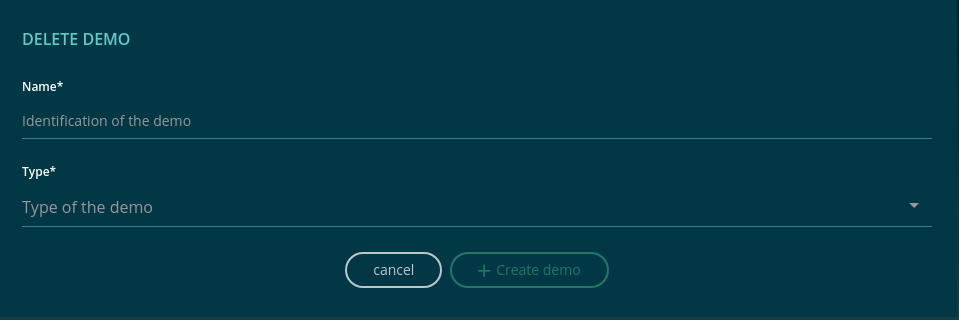 DELETE DEMO
Name*
Identification of the demo
Type*
Type of the demo
cancel
+ Create demo